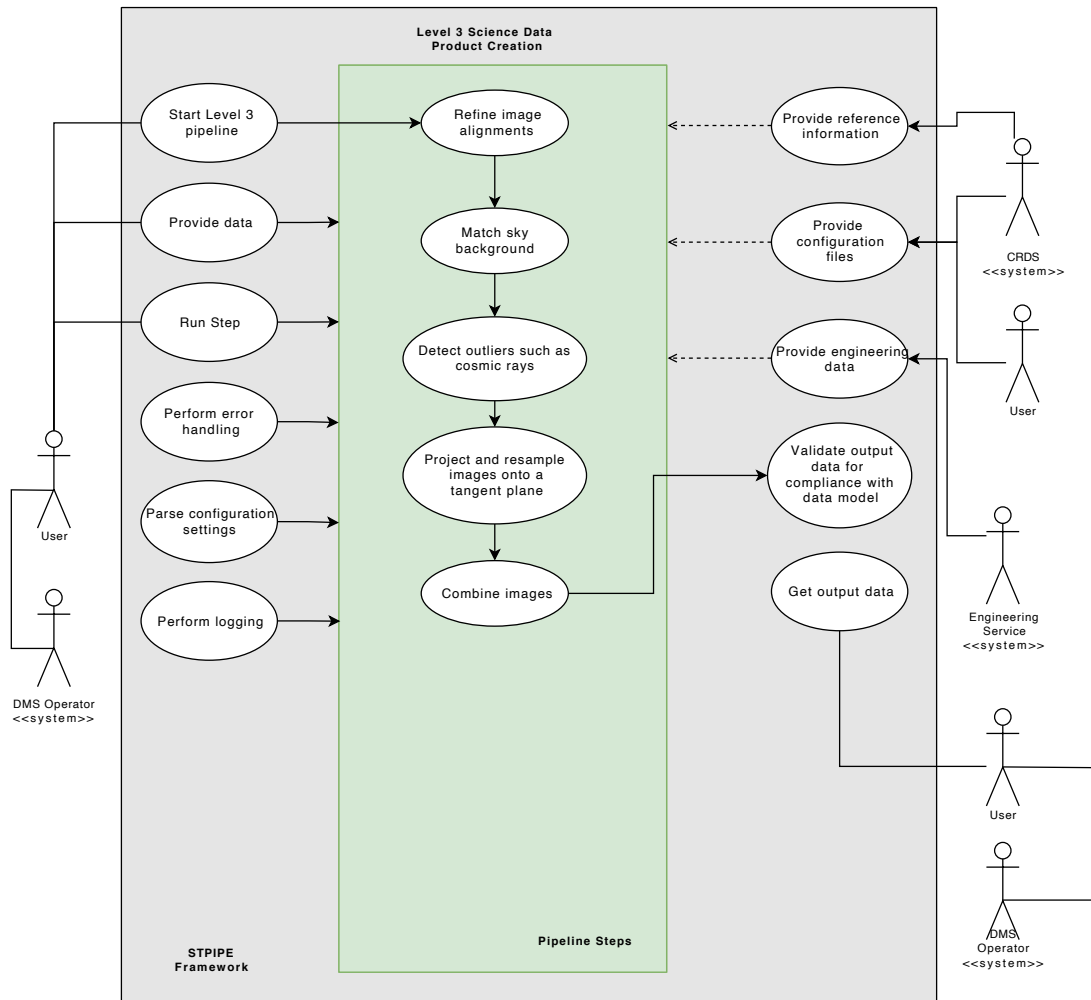 Level 3 Science Data
Product Creation
Start Level 3
pipeline
Provide data
Run Step
Perform error
handling
Parse configuration
settings
Perform logging
User
DMS Operator
<<system>>
Refine image
alignments
Match sky
background
Detect outliers such as
cosmic rays
Project and resample
images onto a
tangent plane
Combine images
Provide reference
information
Provide
configuration
files
Provide engineering
data
Validate output
data for
compliance with
data model
Get output data
CRDS
<<system>>
User
Engineering
Service
<<system>>
User
DMS
Operator
<<system>>
Pipeline Steps
STPIPE
Framework